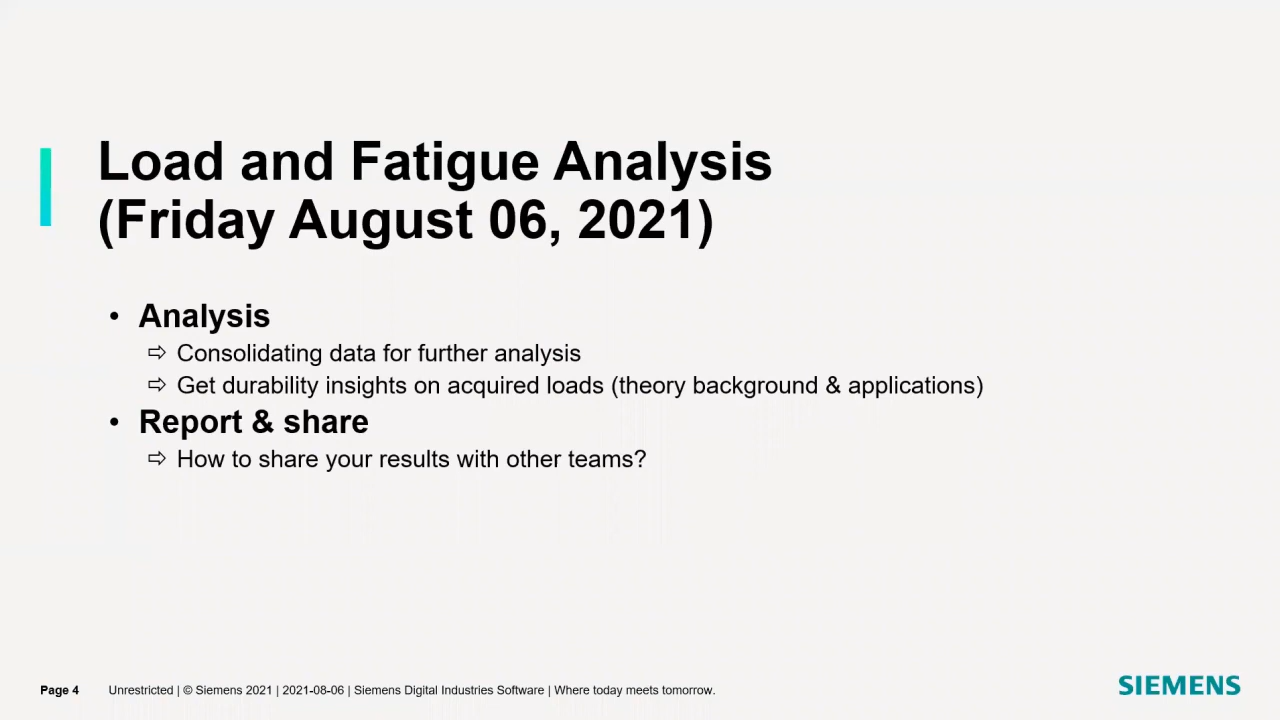 Load and Fatigue Analysis
(Friday August 06, 2021)
• Analysis
⇨ Consolidating data for further analysis
⇨ Get durability insights on acquired loads (theory background & applications)
• Report & share
⇨ How to share your results with other teams?
Page 4 Unrestricted | © Siemens 2021 | 2021-08-06 | Siemens Digital Industries Software | Where today meets tomorrow.
SIEMENS